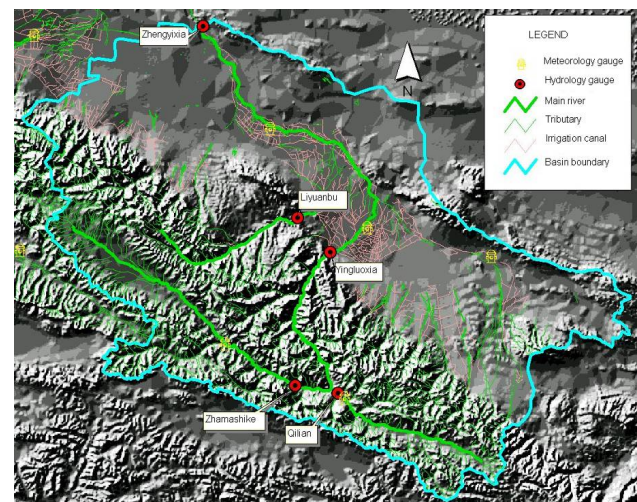 Zhengyixia
LEGEND
Meteorology gauge
Hydrology gauge
Main river
Tributary
Irrigation canal
Basin boundary
N
Liyuanbu
Yingluoxia
Zhamashike
Qilian